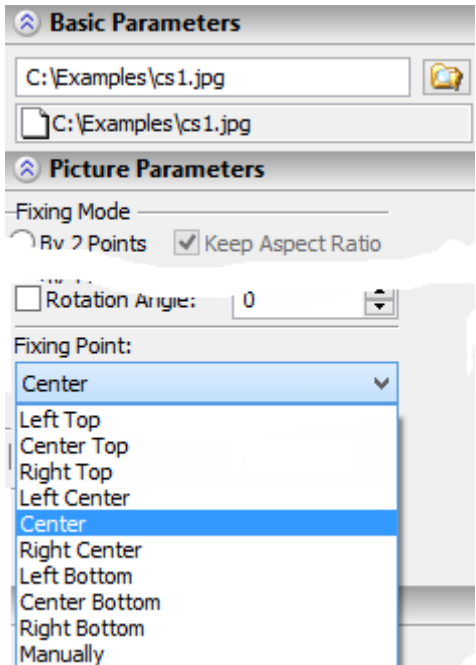 Basic Parameters
C:\Examples\cs1.jpg
C:\Examples\cs1.jpg
Picture Parameters
Fixing Mode
By 2 Points Keep Aspect Ratio
Rotation Angle: 0
Fixing Point:
Center
Left Top
Center Top
Right Top
Left Center
Center
Right Center
Left Bottom
Center Bottom
Right Bottom
Manually